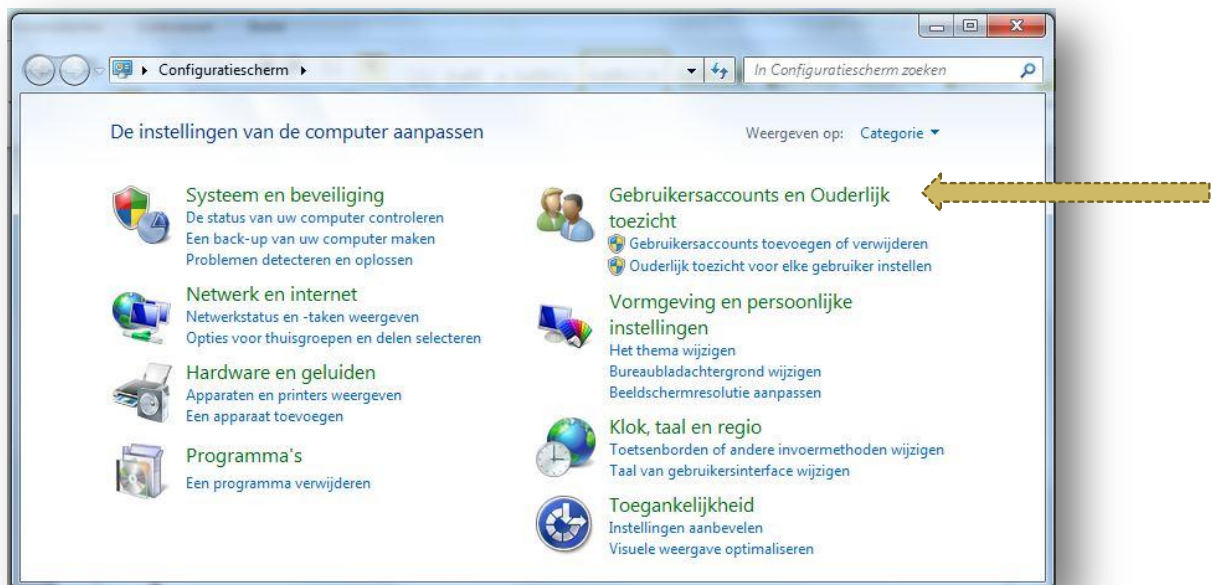 Configuratiescherm
In Configuratiescherm zoeken
De instellingen van de computer aanpassen
Weergeven op: Categorie
Systeem en beveiliging
De status van uw computer controleren
Een back-up van uw computer maken
Problemen detecteren en oplossen
Netwerk en internet
Netwerkstatus en -taken weergeven
Opties voor thuisgroepen en delen selecteren
Hardware en geluiden
Apparaten en printers weergeven
Een apparaat toevoegen
Programma's
Een programma verwijderen
Gebruikersaccounts en Ouderlijk
toezicht
Gebruikersaccounts toevoegen of verwijderen
Ouderlijk toezicht voor elke gebruiker instellen
Vormgeving en persoonlijke
instellingen
Het thema wijzigen
Bureaubladachtergrond wijzigen
Beeldschermresolutie aanpassen
Klok, taal en regio
Toetsenborden of andere invoermethoden wijzigen
Taal van gebruikersinterface wijzigen
Toegankelijkheid
Instellingen aanbevelen
Visuele weergave optimaliseren